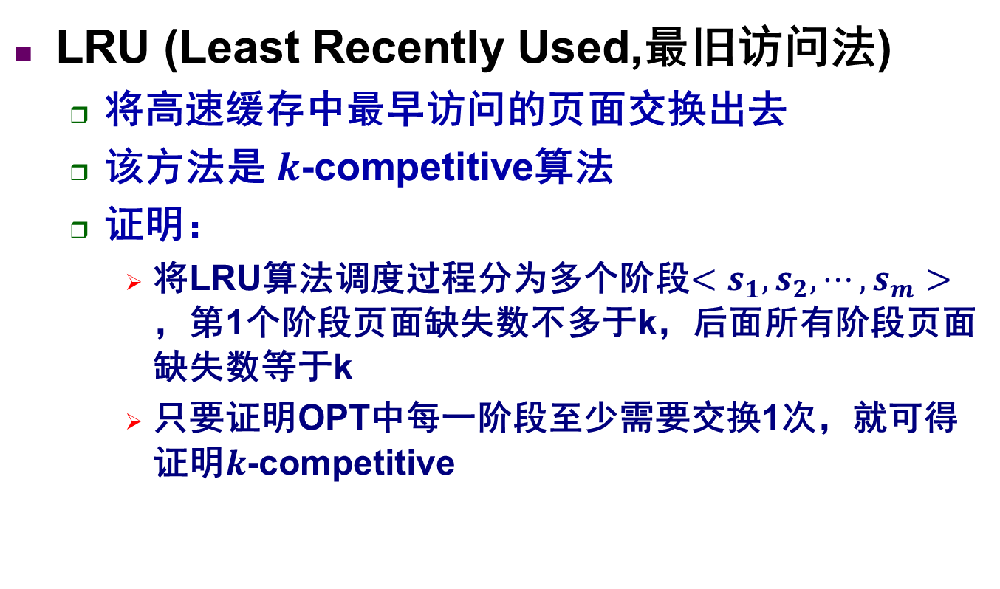 LRU (Least Recently Used,最旧访问法)
将高速缓存中最早访问的页面交换出去
该方法是 k-competitive算法
证明：
将LRU算法调度过程分为多个阶段< s₁, s₂, ⋯ , sₘ >
，第1个阶段页面缺失数不多于k，后面所有阶段页面
缺失数等于k
只要证明OPT中每一阶段至少需要交换1次，就可得
证明k-competitive